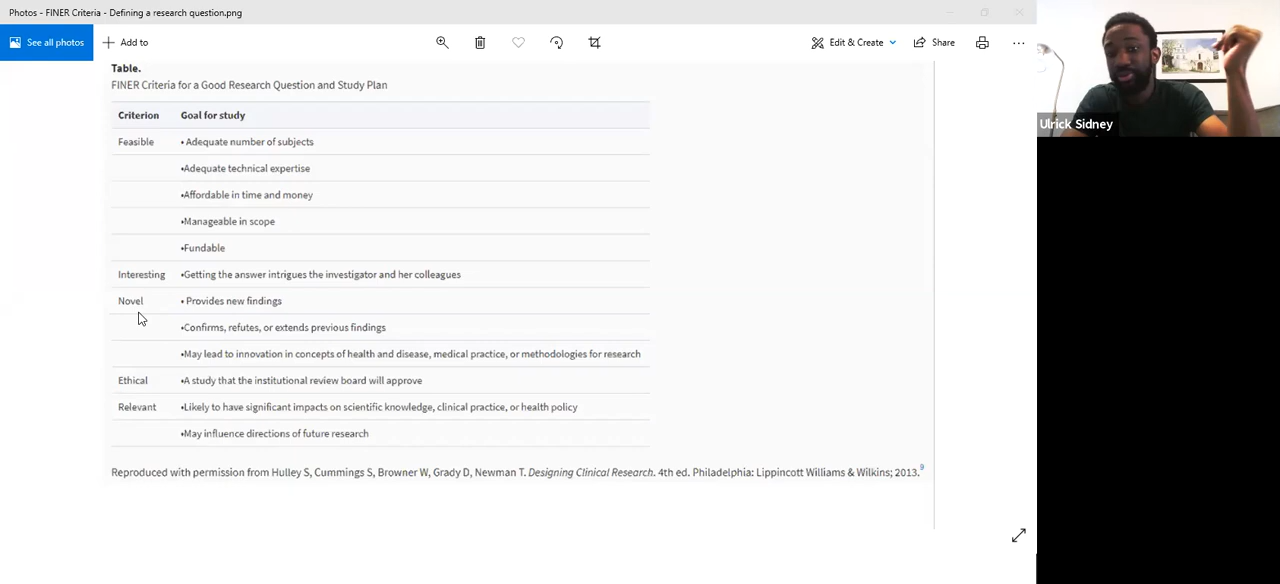 Photos - FINER Criteria - Defining a research question.png
See all photos
Add to
Edit & Create
Share
Table.
FINER Criteria for a Good Research Question and Study Plan
Criterion Goal for study
Feasible • Adequate number of subjects
•Adequate technical expertise
•Affordable in time and money
•Manageable in scope
•Fundable
Interesting •Getting the answer intrigues the investigator and her colleagues
Novel • Provides new findings
•Confirms, refutes, or extends previous findings
•May lead to innovation in concepts of health and disease, medical practice, or methodologies for research
Ethical •A study that the institutional review board will approve
Relevant •Likely to have significant impacts on scientific knowledge, clinical practice, or health policy
•May influence directions of future research
Reproduced with permission from Hulley S, Cummings S, Browner W, Grady D, Newman T. Designing Clinical Research. 4th ed. Philadelphia: Lippincott Williams & Wilkins; 2013.9
Ulrick Sidney